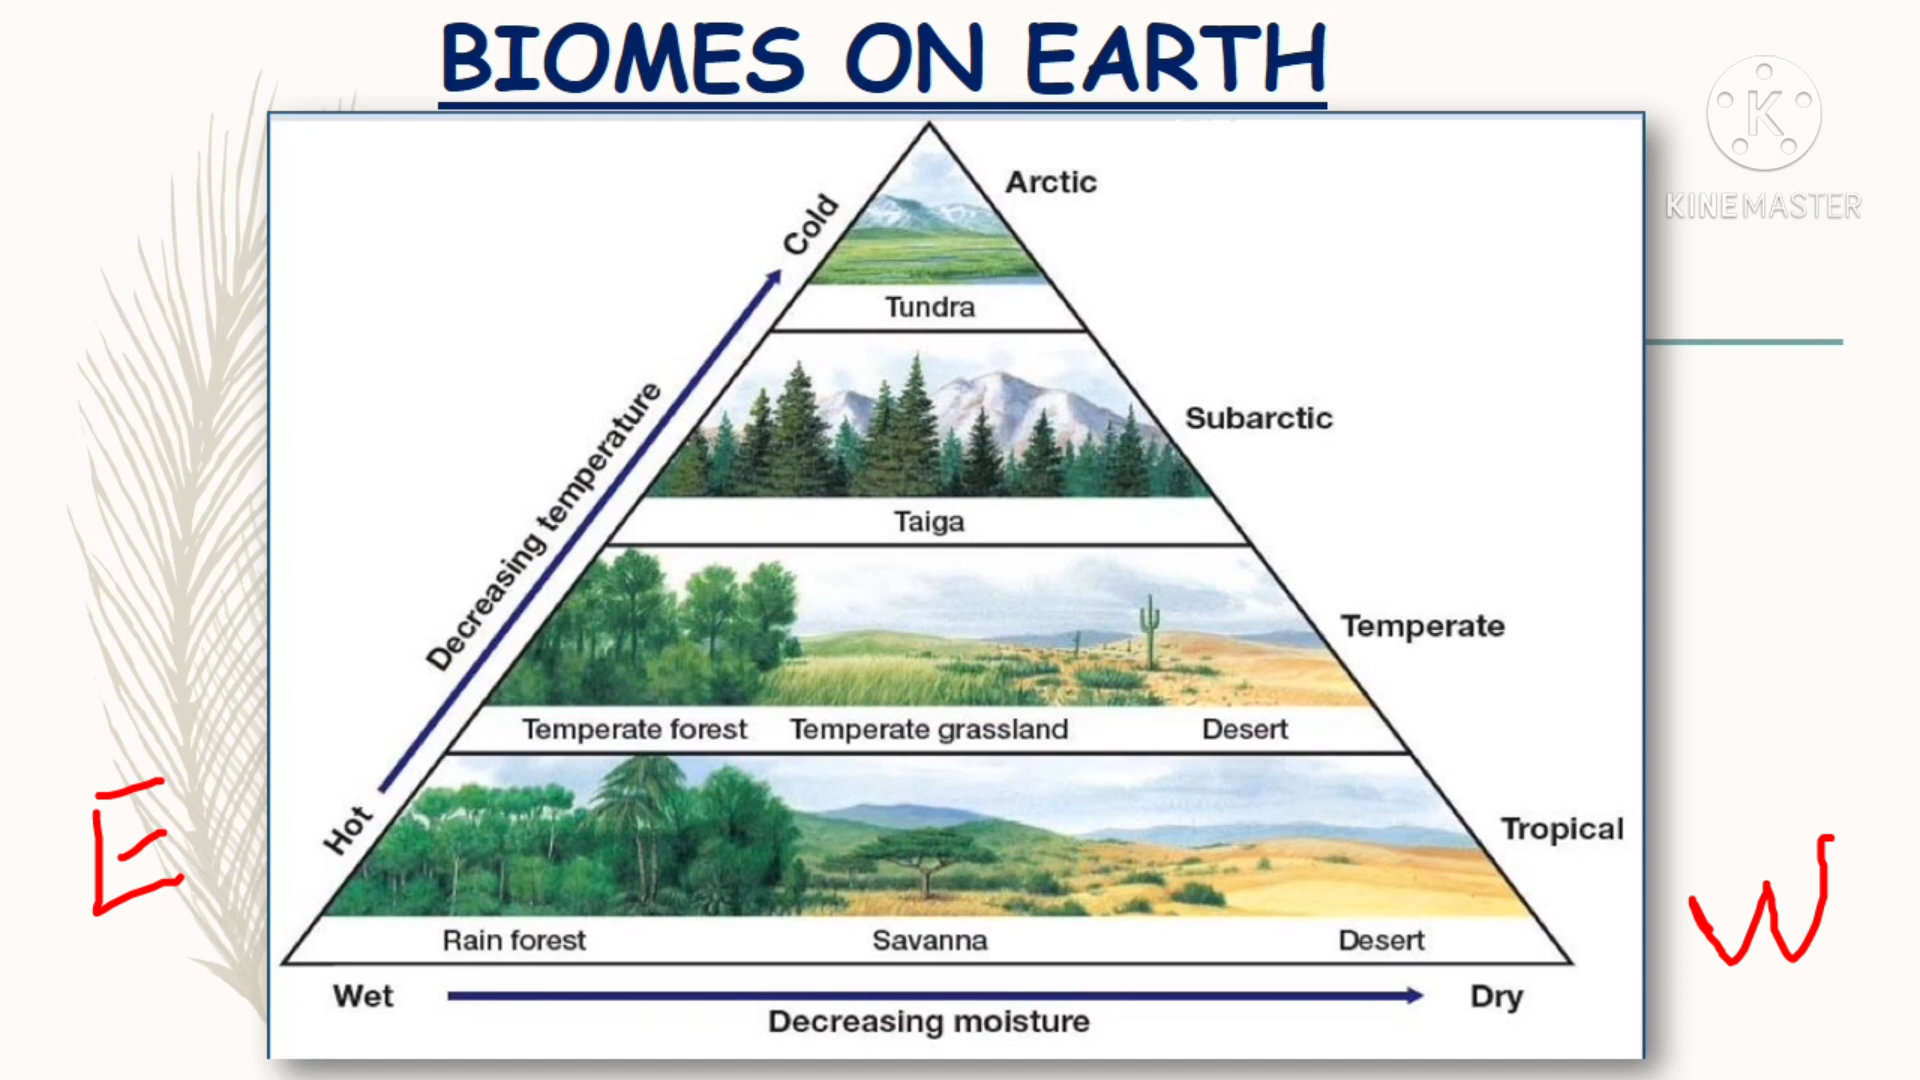 BIOMES ON EARTH
K
KINEMASTER
Arctic
Cold
Tundra
Subarctic
Decreasing temperature
Taiga
Temperate
Temperate forest Temperate grassland Desert
E
Hot
Tropical
W
Rain forest Savanna Desert
Wet Dry
Decreasing moisture